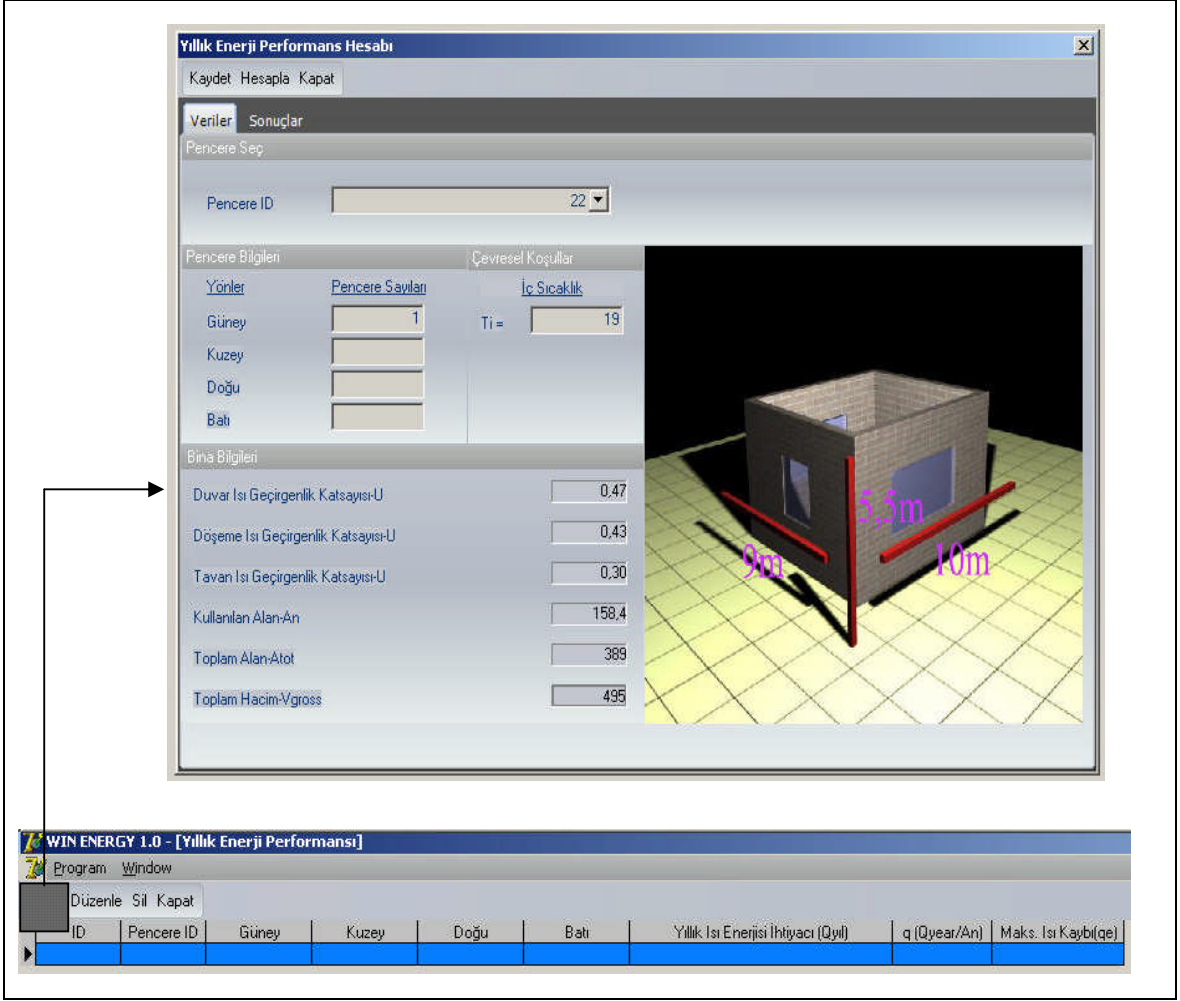 Yıllık Enerji Performans Hesabı
Kaydet Hesapla Kapat
Veriler Sonuçlar
Pencere Seç
Pencere ID 22
Pencere Bilgileri Çevresel Koşullar
Yönler Pencere Sayıları İç Sıcaklık
Güney 1 Ti = 19
Kuzey
Doğu
Batı
Bina Bilgileri
Duvar Isı Geçirgenlik Katsayısı-U 0,47
Döşeme Isı Geçirgenlik Katsayısı-U 0,43
Tavan Isı Geçirgenlik Katsayısı-U 0,30
Kullanılan Alan-An 158,4
Toplam Alan-Atot 389
Toplam Hacim-Vgross 495
5,5m
9m 10m
WIN ENERGY 1.0 - [Yıllık Enerji Performansı]
Program Window
Düzenle Sil Kapat
ID Pencere ID Güney Kuzey Doğu Batı Yıllık Isı Enerjisi İhtiyacı (Qyıl) q (Qyear/An) Maks. Isı Kaybı(qe)